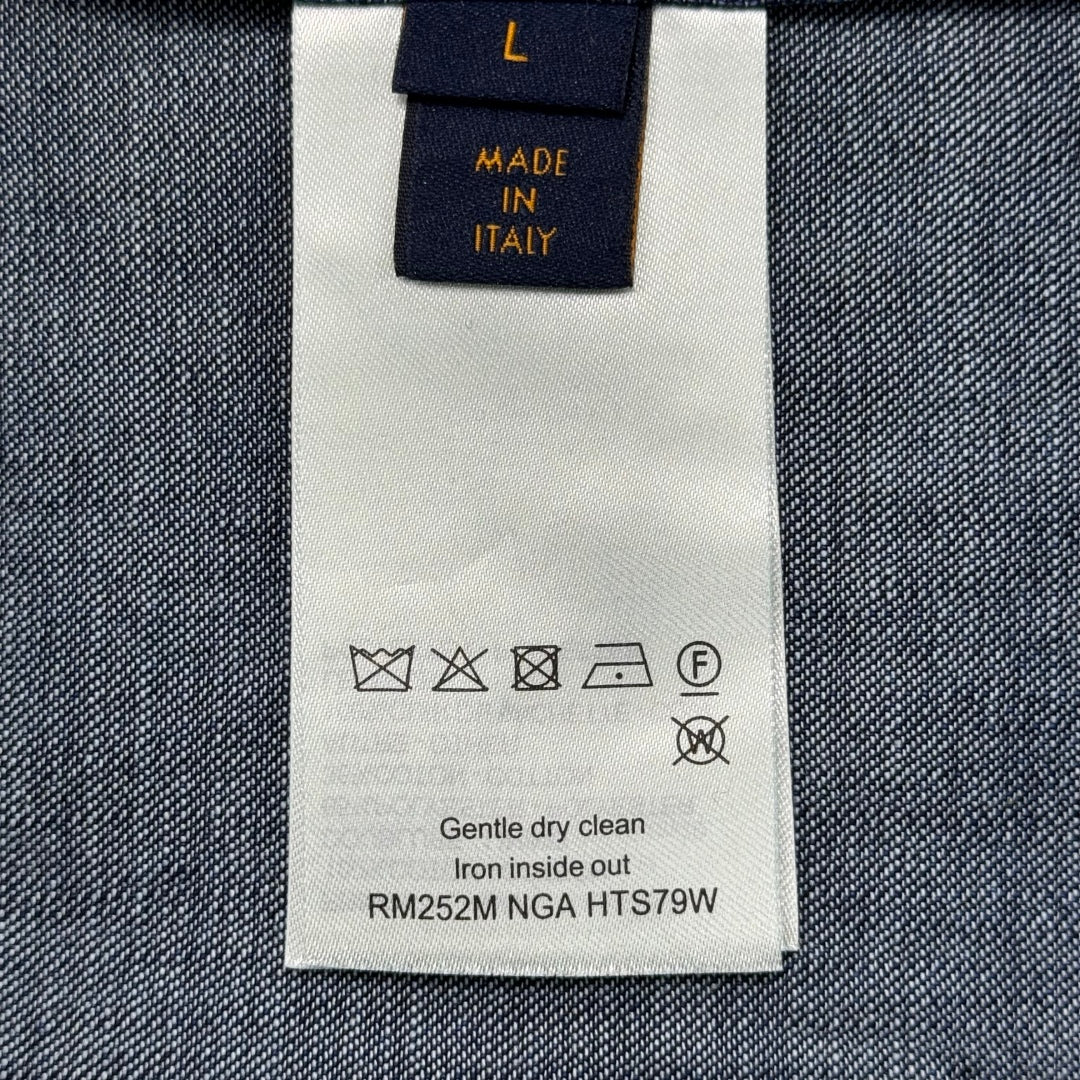 L
MADE
IN
ITALY
F
W
Gentle dry clean
Iron inside out
RM252M NGA HTS79W